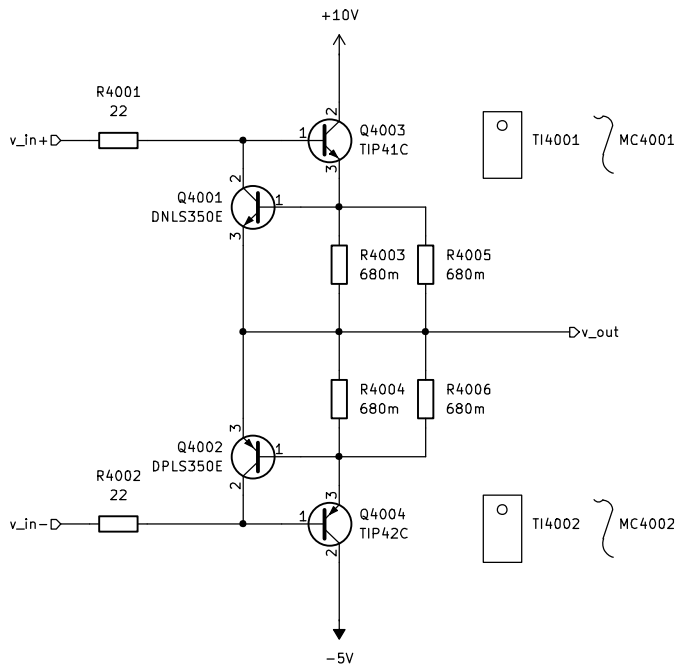 +10V
R4001
22
v_in+
1
2
3
Q4003
TIP41C
TI4001
MC4001
2
Q4001
DNLS350E
1
3
R4003
680m
R4005
680m
v_out
R4004
680m
R4006
680m
3
Q4002
DPLS350E
1
2
R4002
22
v_in-
1
3
2
Q4004
TIP42C
TI4002
MC4002
-5V